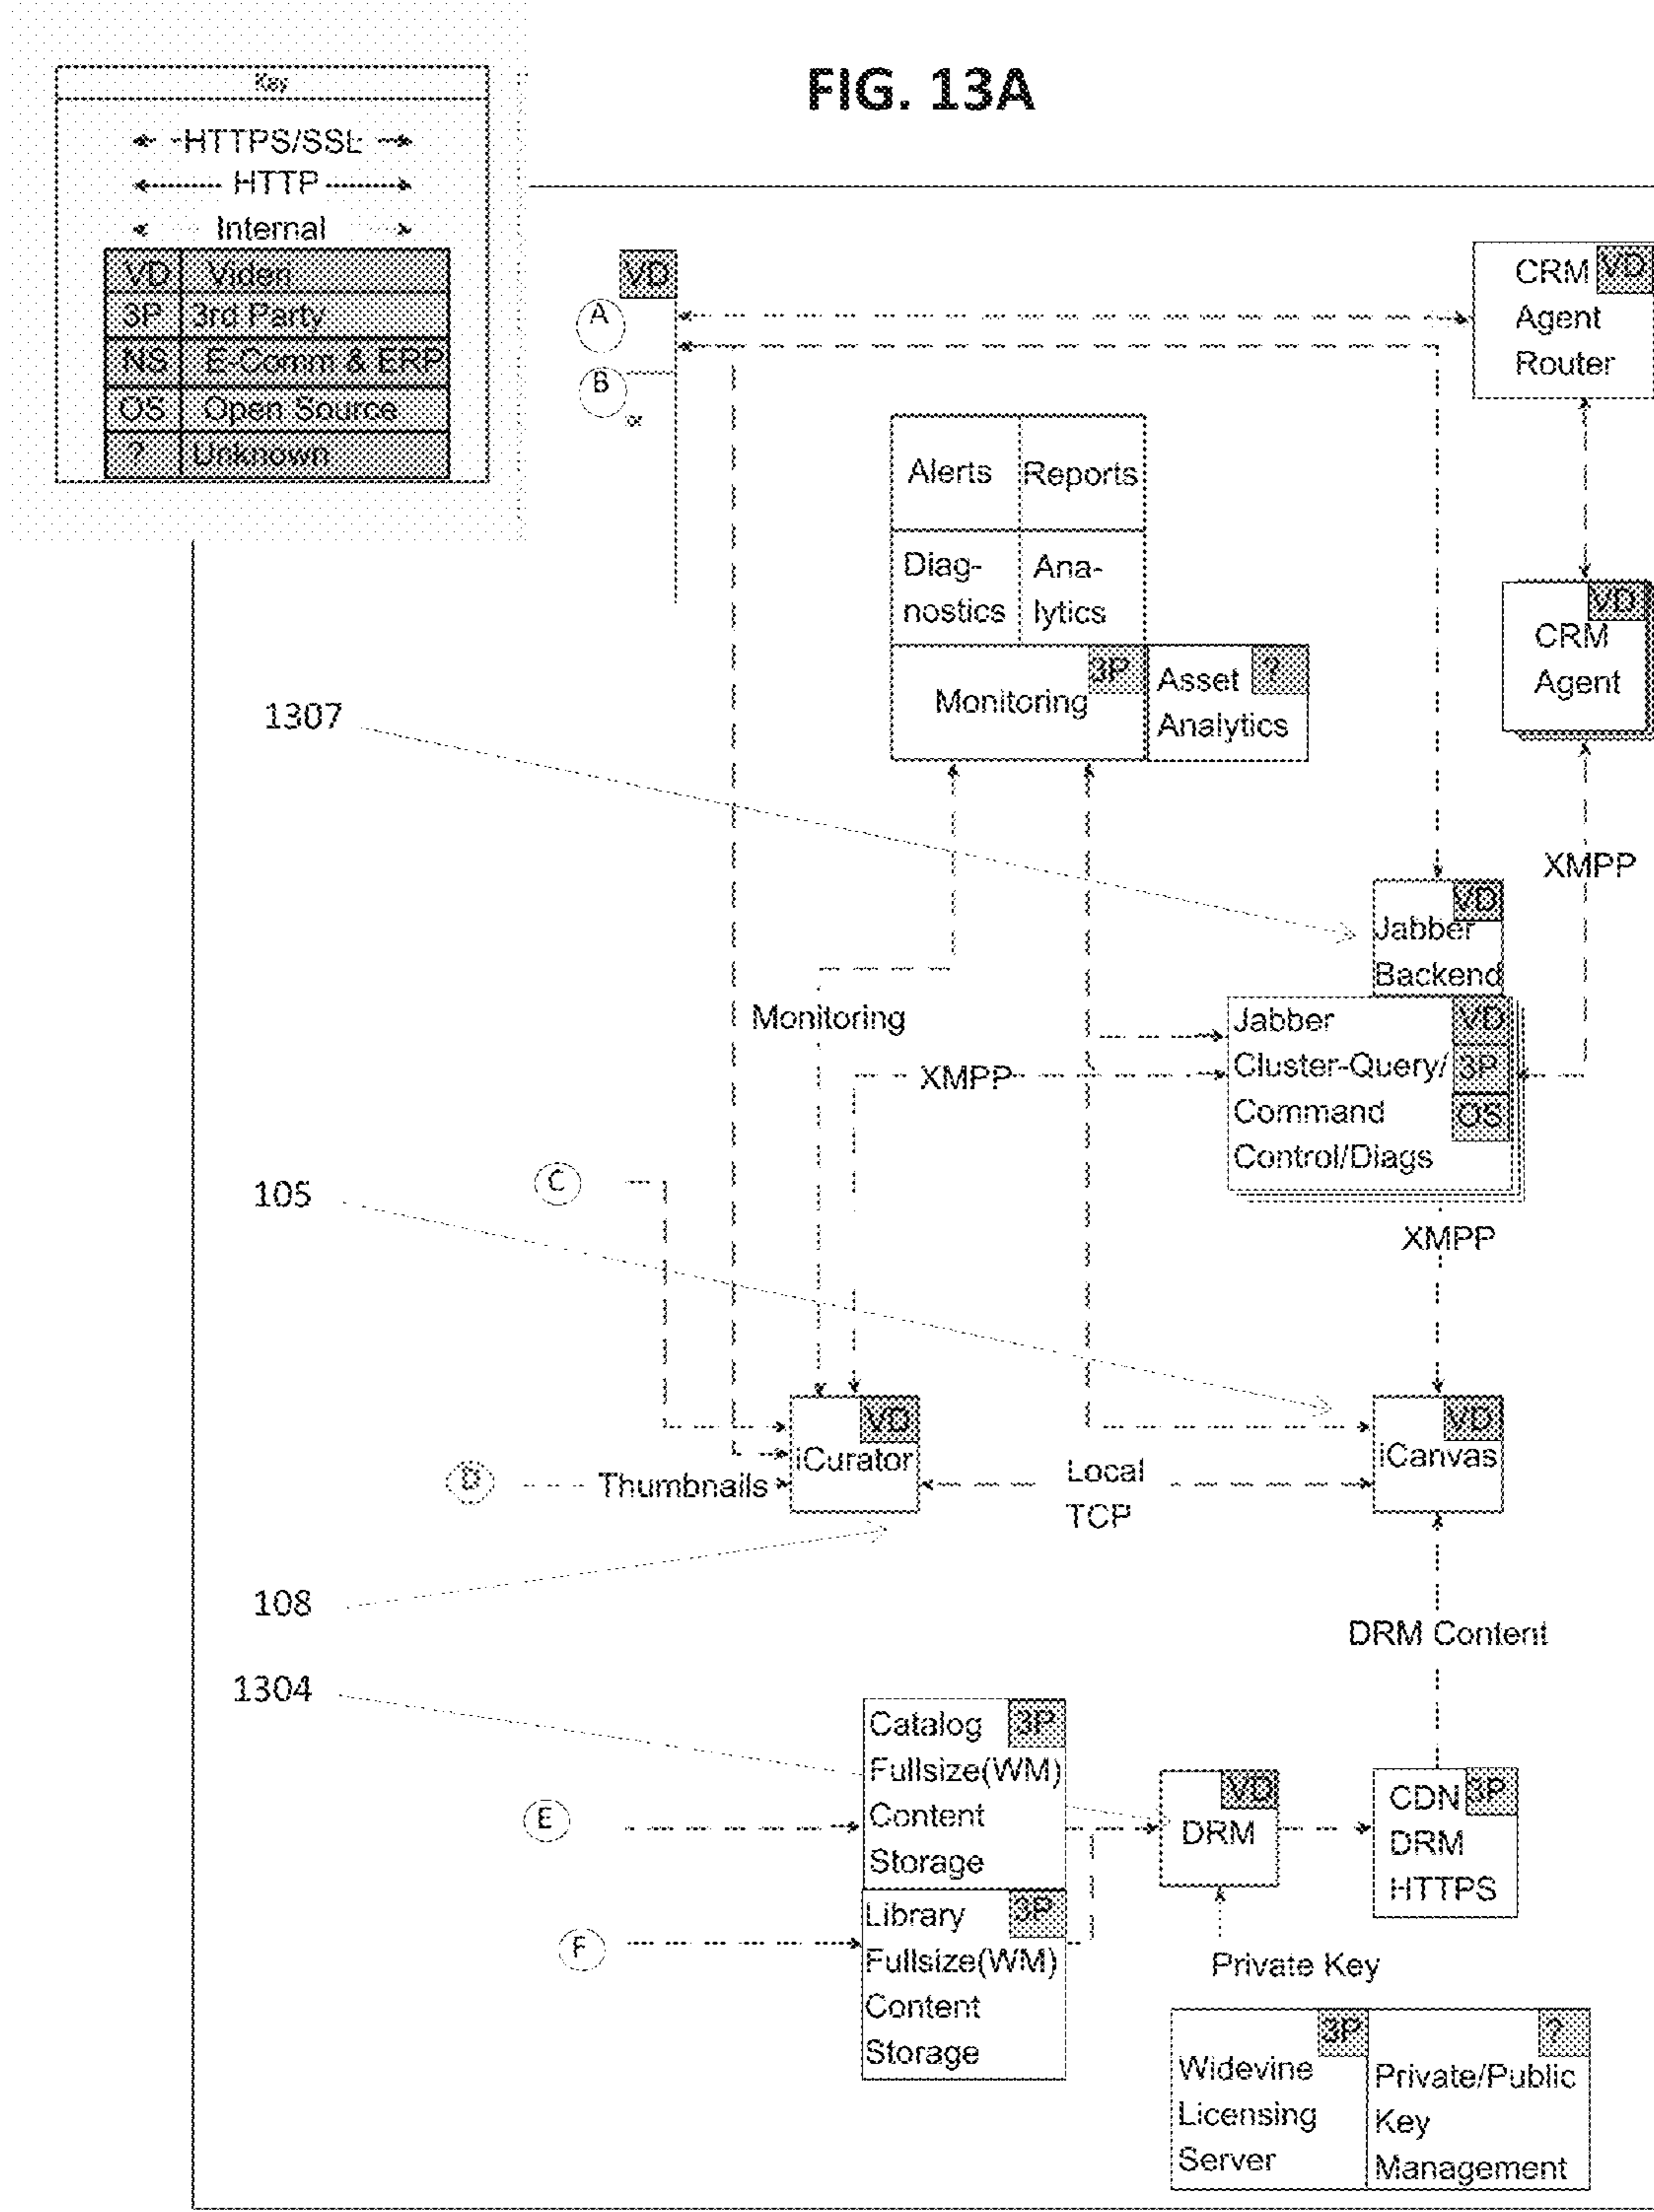 FIG. 13A
Key
HTTPS/SSL
HTTP
Internal
VD Viden
3P 3rd Party
NS E-Comm & ERP
OS Open Source
? Unknown
VD
A
B
or
CRM VD
Agent
Router
Alerts Reports
Diag-
nostics
Ana-
lytics
Monitoring 3P
Asset ?
Analytics
VD
CRM
Agent
1307
XMPP
VD
Jabber
Backend
Monitoring
XMPP
Jabber VD
Cluster-Query/ 3P
Command OS
Control/Diags
C
105
XMPP
VD
iCurator
VD
iCanvas
D
Thumbnails
Local
TCP
108
DRM Content
1304
Catalog 3P
Fullsize(WM)
Content
Storage
E
VD
DRM
CDN 3P
DRM
HTTPS
Library 3P
Fullsize(WM)
Content
Storage
F
Private Key
3P
Widevine
Licensing
Server
?
Private/Public
Key
Management